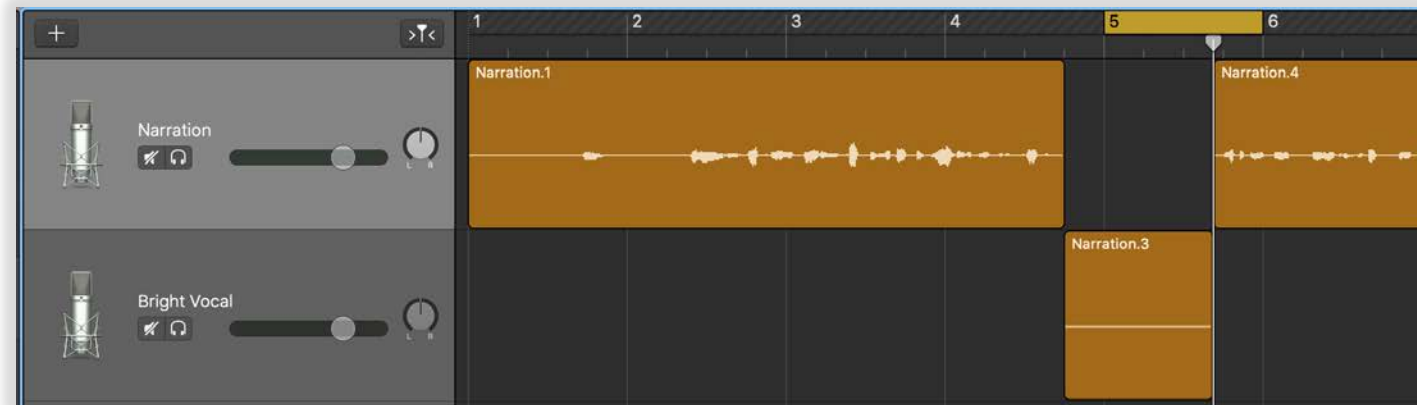 1 2 3 4 5 6
Narration.1 Narration.4
Narration
L R
Narration.3
Bright Vocal
L R